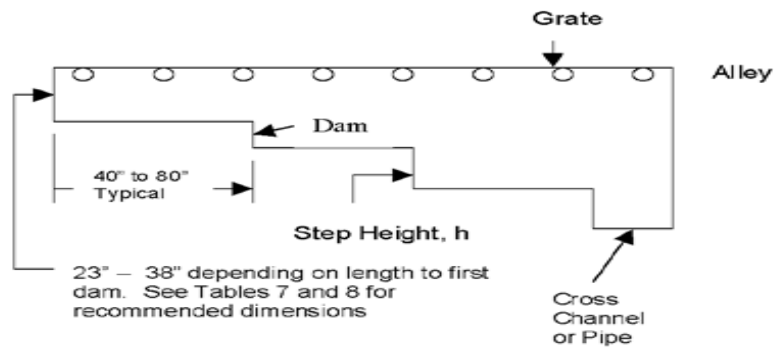 Grate
Alley
Dam
40" to 80"
Typical
Step Height, h
23" – 38" depending on length to first
dam. See Tables 7 and 8 for
recommended dimensions
Cross
Channel
or Pipe